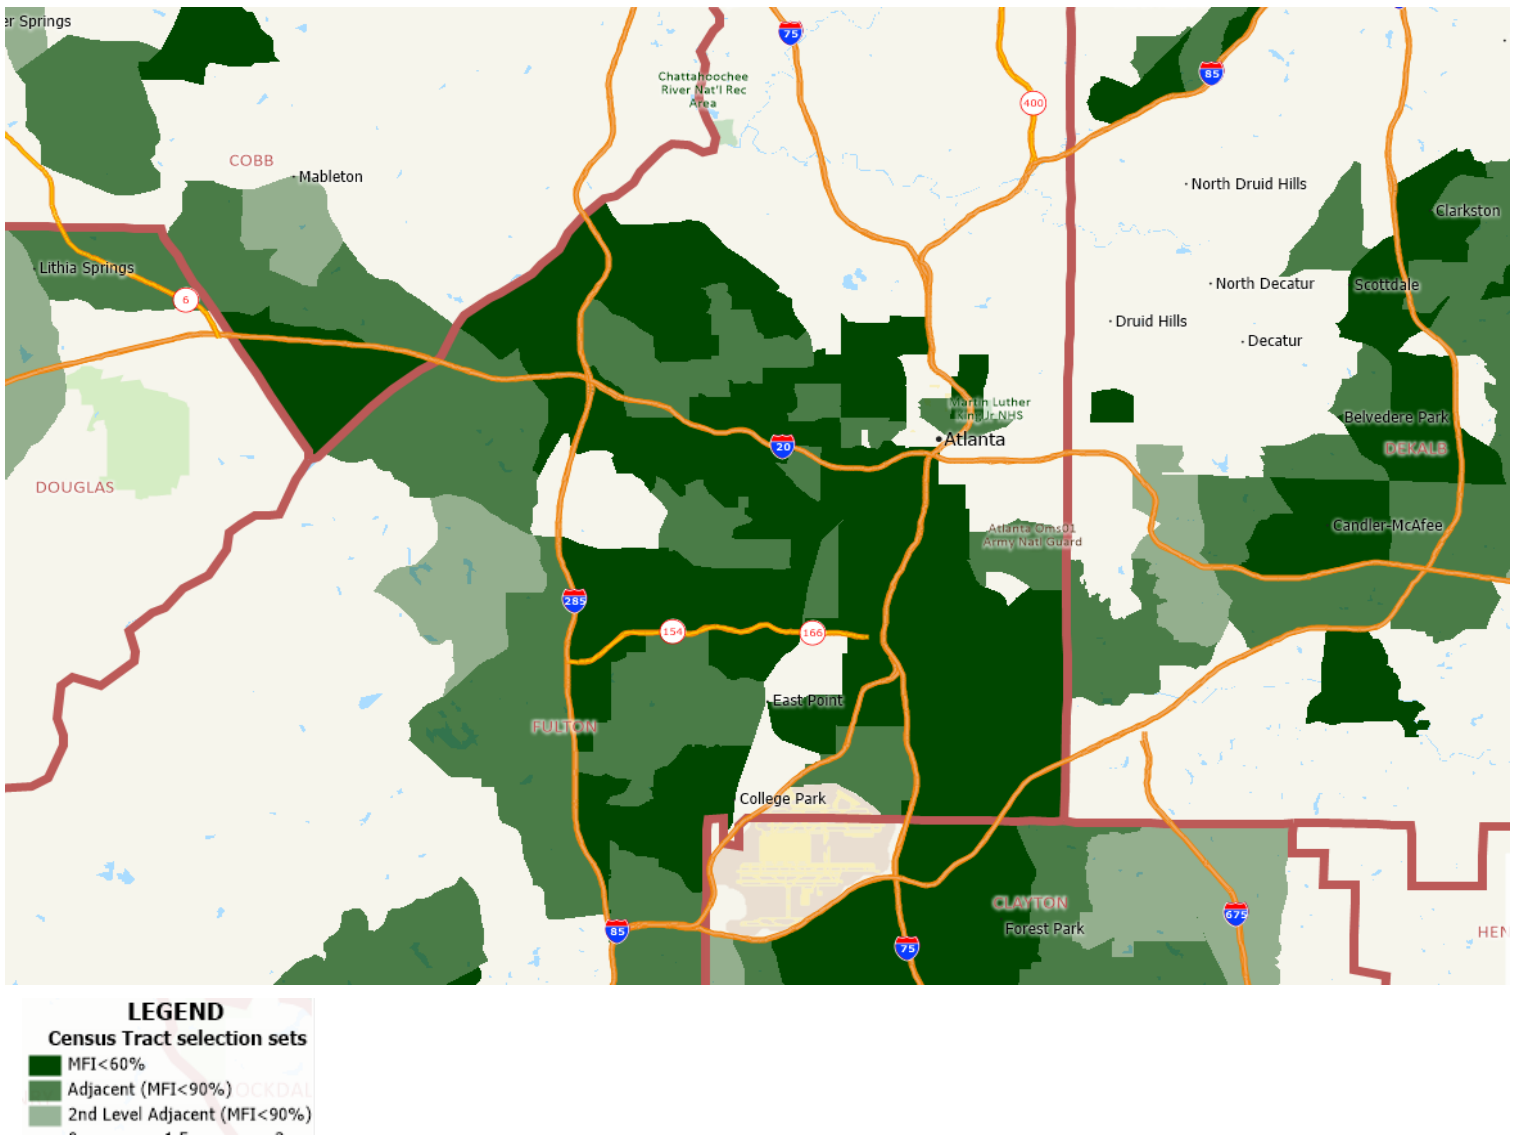 er Springs
75
Chattahoochee
River Nat'l Rec
Area
85
400
COBB
Mableton
North Druid Hills
Clarkston
Lithia Springs
6
North Decatur
Scottdale
Druid Hills
Decatur
Martin Luther
King Jr NHS
Belvedere Park
20
Atlanta
DEKALB
DOUGLAS
Atlanta Oms01
Army Natl Guard
Candler-McAfee
285
154
166
East Point
FULTON
College Park
CLAYTON
Forest Park
675
85
75
HEN
LEGEND
Census Tract selection sets
MFI<60%
Adjacent (MFI<90%)
OCKDAL
2nd Level Adjacent (MFI<90%)